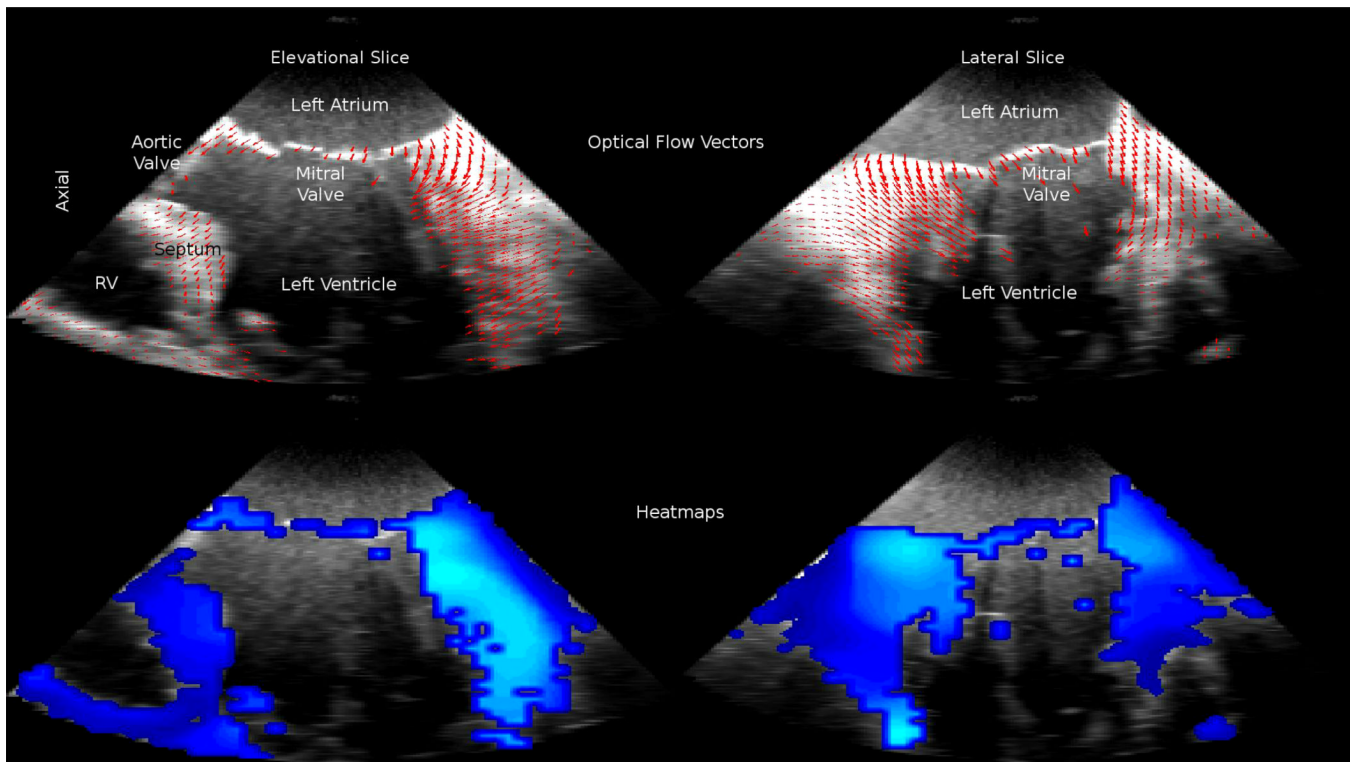 Elevational Slice
Lateral Slice
Left Atrium
Left Atrium
Aortic
Valve
Optical Flow Vectors
Mitral
Valve
Mitral
Valve
Axial
Septum
RV
Left Ventricle
Left Ventricle
Heatmaps